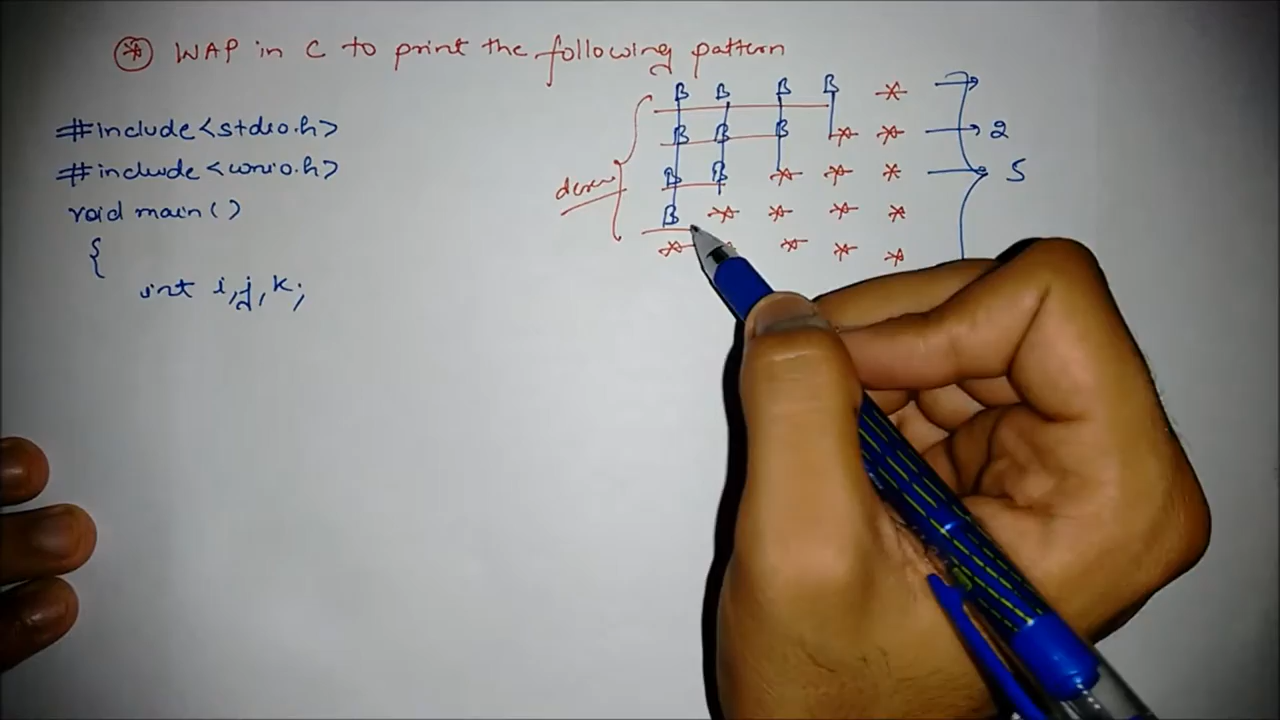 * WAP in C to print the following pattern
#include<stdio.h>
#include<conio.h>
void main()
{
int i,j,k;
B B B B *
B B B * * 2
B B * * * 5
B * * * *
* * * * *